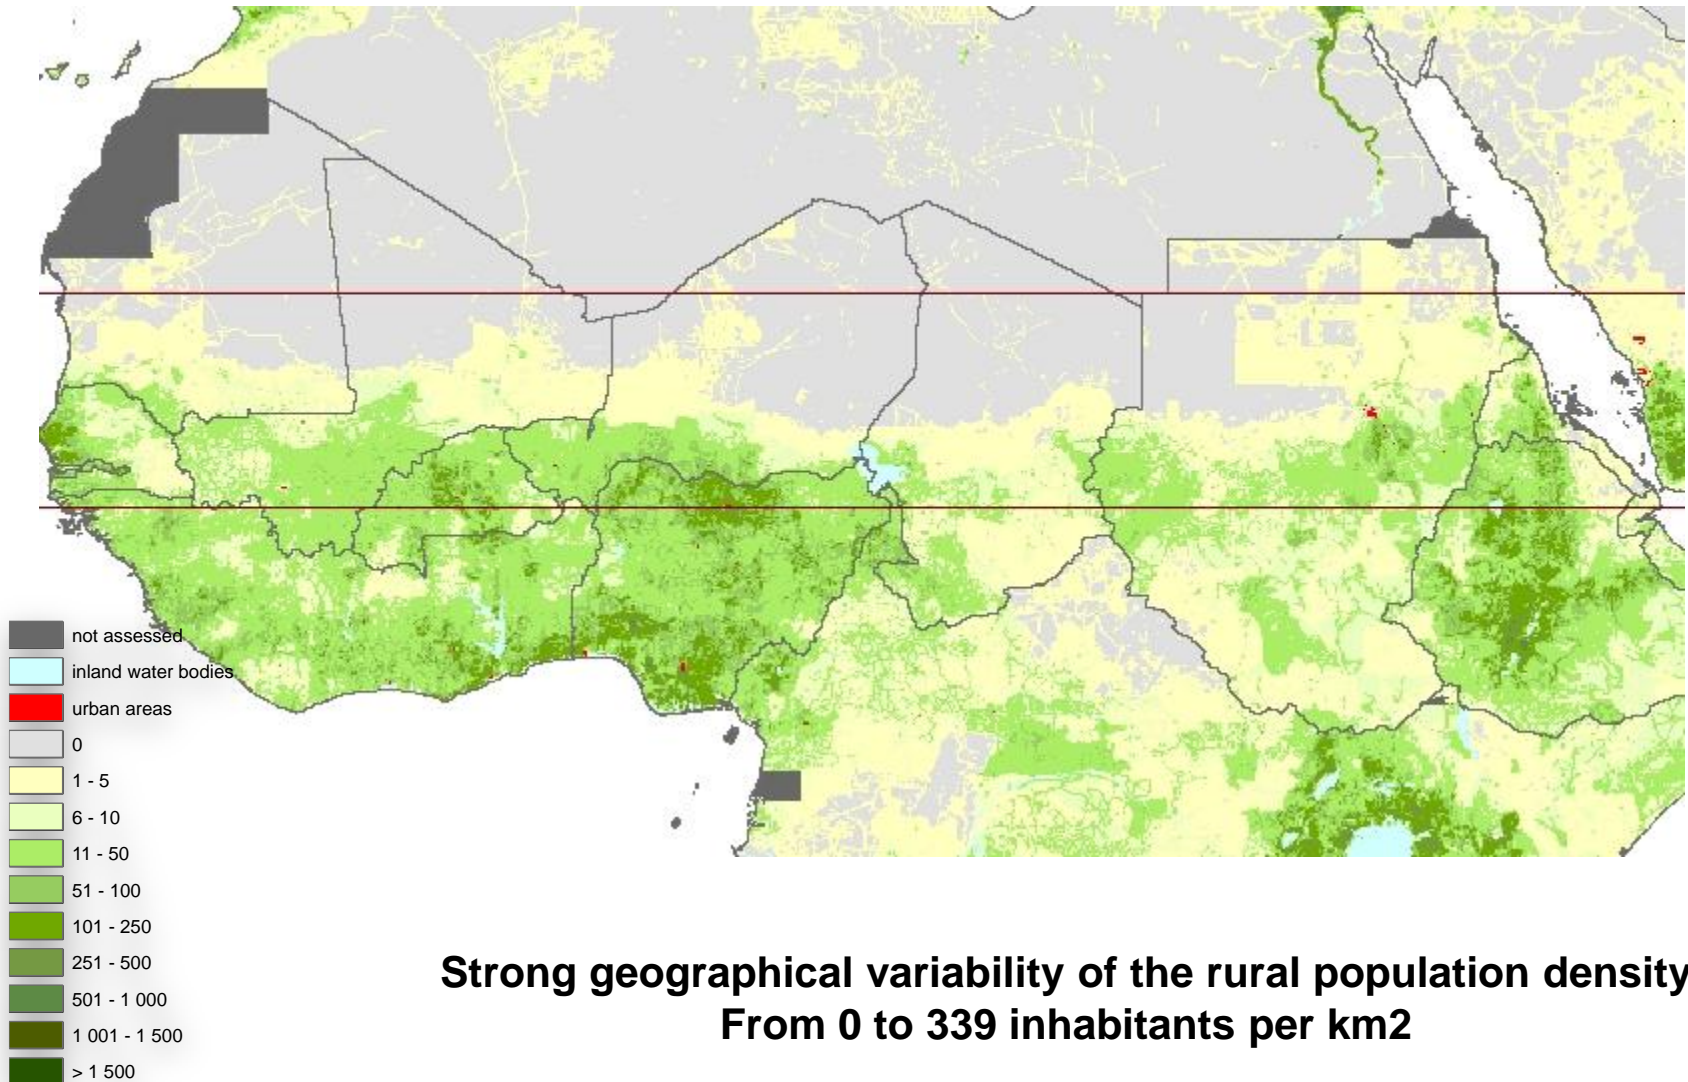 not assessed
inland water bodies
urban areas
0
1 - 5
6 - 10
11 - 50
51 - 100
101 - 250
251 - 500
501 - 1 000
1 001 - 1 500
> 1 500
Strong geographical variability of the rural population density
From 0 to 339 inhabitants per km2